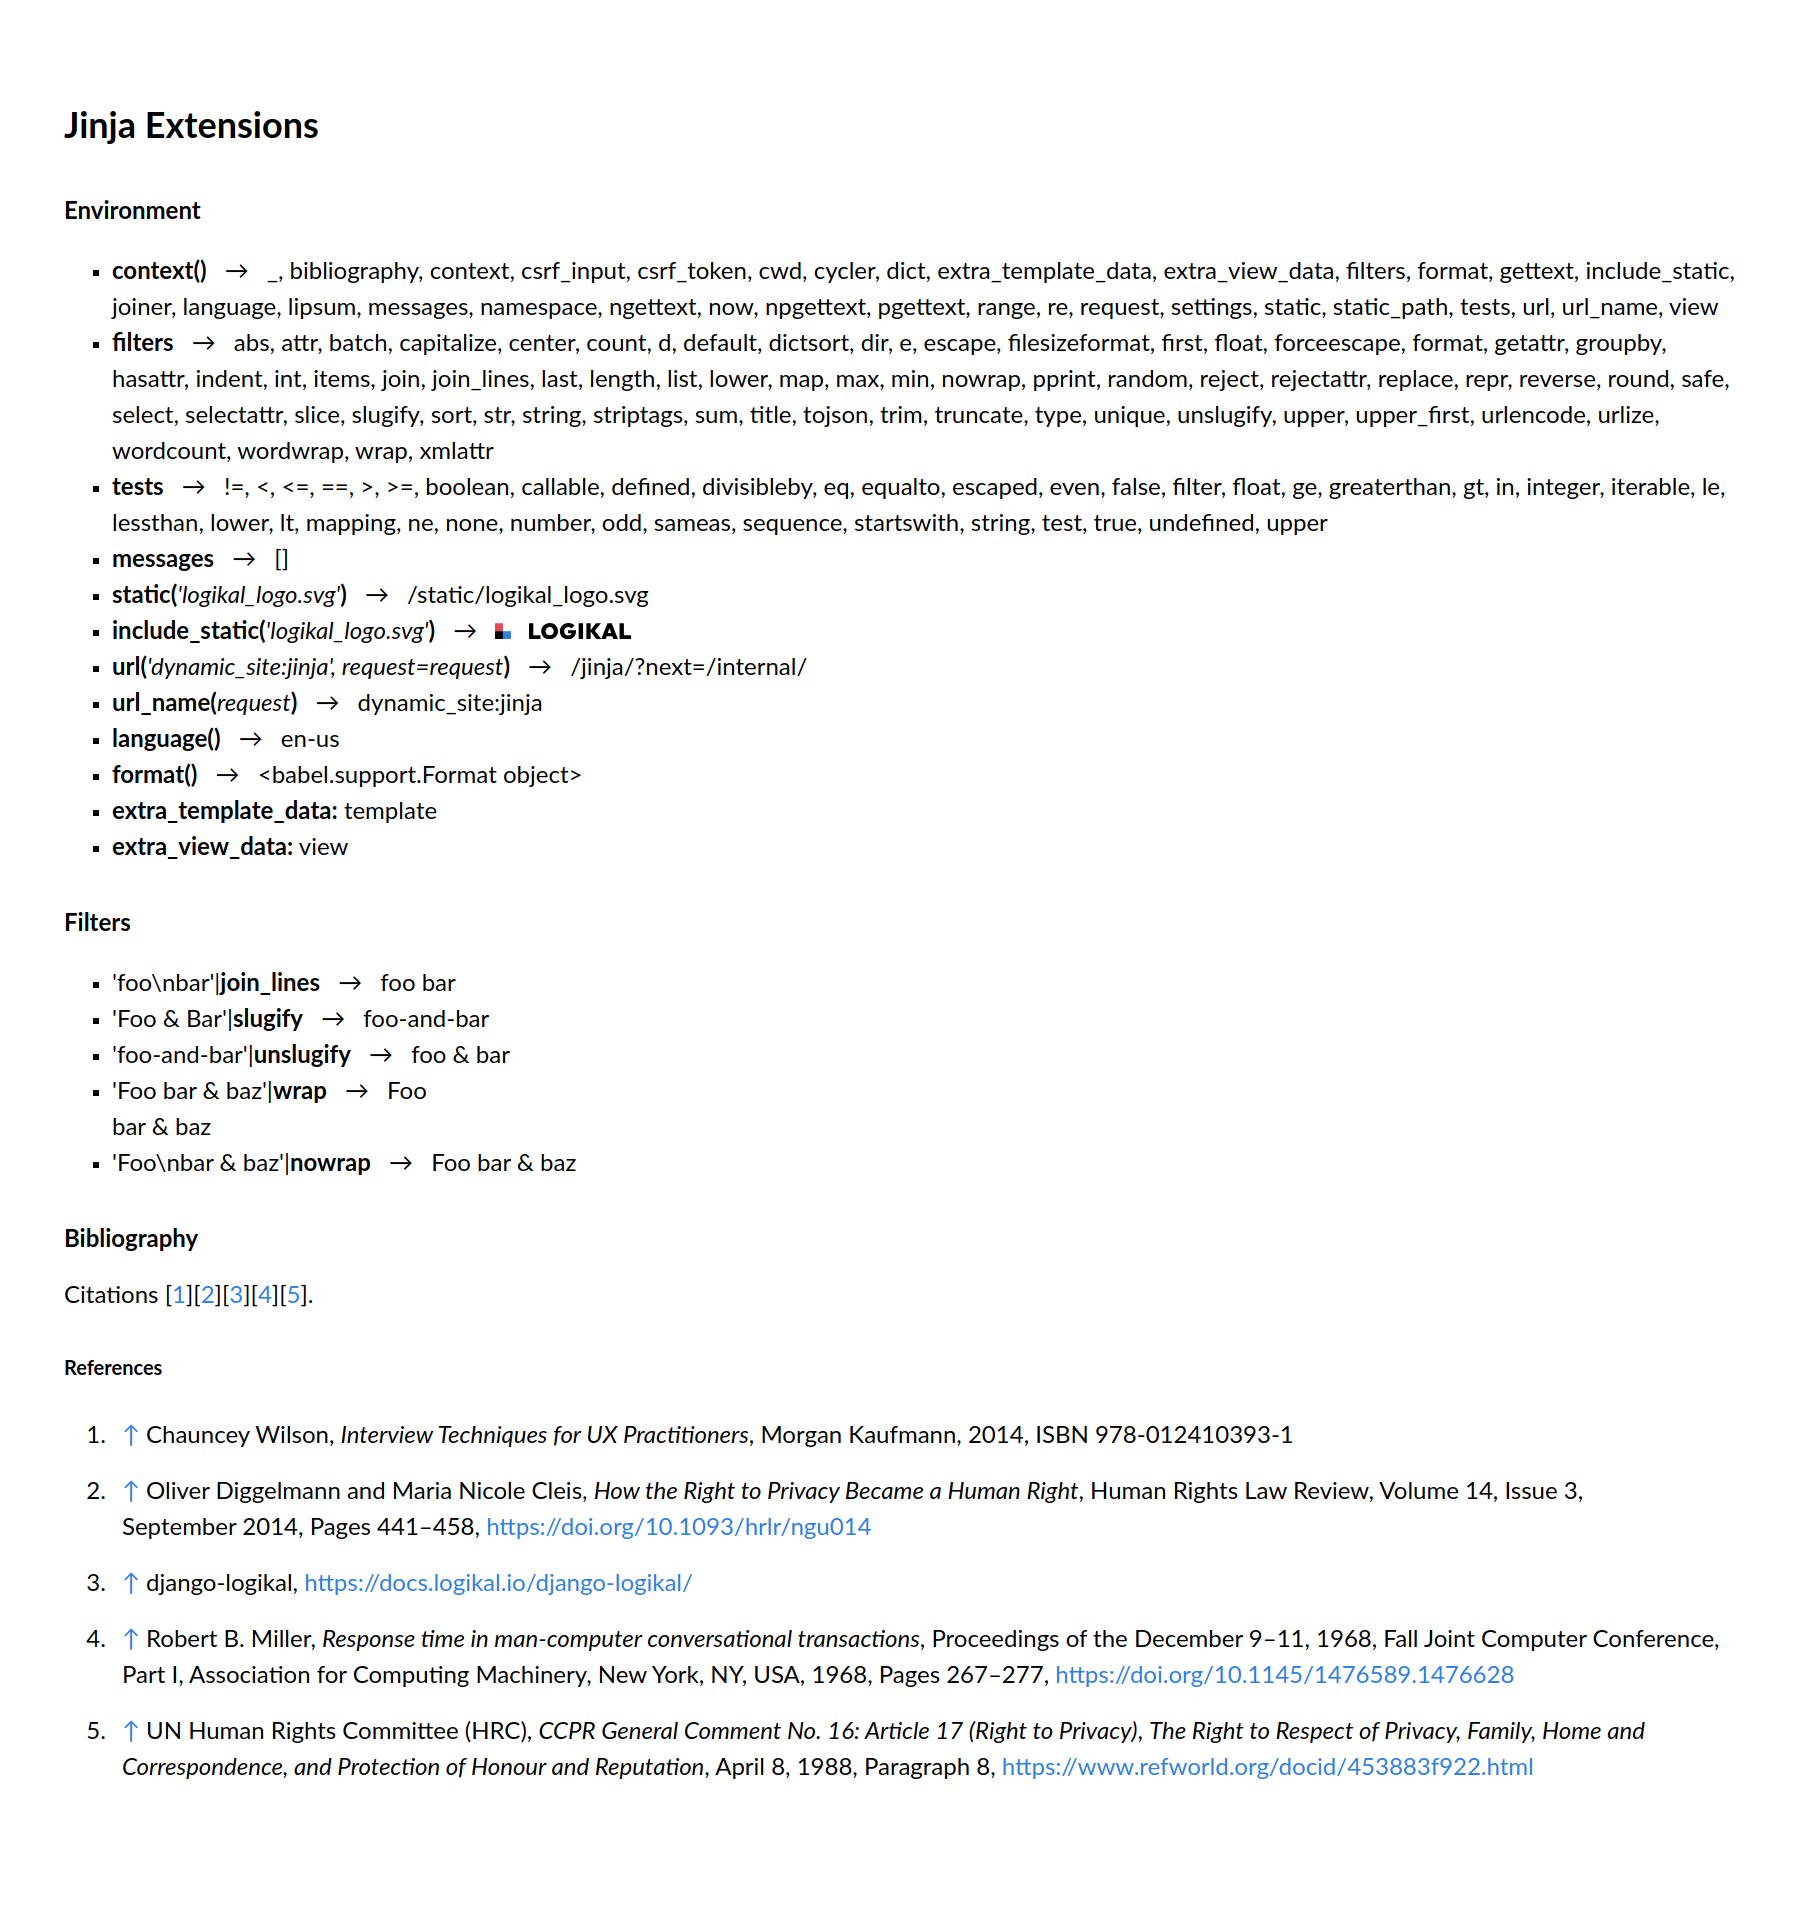 Jinja Extensions
Environment
▪ context() → _, bibliography, context, csrf_input, csrf_token, cwd, cycler, dict, extra_template_data, extra_view_data, filters, format, gettext, include_static,
joiner, language, lipsum, messages, namespace, ngettext, now, npgettext, pgettext, range, re, request, settings, static, static_path, tests, url, url_name, view
▪ filters → abs, attr, batch, capitalize, center, count, d, default, dictsort, dir, e, escape, filesizeformat, first, float, forceescape, format, getattr, groupby,
hasattr, indent, int, items, join, join_lines, last, length, list, lower, map, max, min, nowrap, pprint, random, reject, rejectattr, replace, repr, reverse, round, safe,
select, selectattr, slice, slugify, sort, str, string, striptags, sum, title, tojson, trim, truncate, type, unique, unslugify, upper, upper_first, urlencode, urlize,
wordcount, wordwrap, wrap, xmlattr
▪ tests → !=, <, <=, ==, >, >=, boolean, callable, defined, divisibleby, eq, equalto, escaped, even, false, filter, float, ge, greaterthan, gt, in, integer, iterable, le,
lessthan, lower, lt, mapping, ne, none, number, odd, sameas, sequence, startswith, string, test, true, undefined, upper
▪ messages → []
▪ static('logikal_logo.svg') → /static/logikal_logo.svg
▪ include_static('logikal_logo.svg') → LOGIKAL
▪ url('dynamic_site:jinja', request=request) → /jinja/?next=/internal/
▪ url_name(request) → dynamic_site:jinja
▪ language() → en-us
▪ format() → <babel.support.Format object>
▪ extra_template_data: template
▪ extra_view_data: view
Filters
▪ 'foo\nbar'|join_lines → foo bar
▪ 'Foo & Bar'|slugify → foo-and-bar
▪ 'foo-and-bar'|unslugify → foo & bar
▪ 'Foo bar & baz'|wrap → Foo
bar & baz
▪ 'Foo\nbar & baz'|nowrap → Foo bar & baz
Bibliography
Citations [1][2][3][4][5].
References
1. ↑ Chauncey Wilson, Interview Techniques for UX Practitioners, Morgan Kaufmann, 2014, ISBN 978-012410393-1
2. ↑ Oliver Diggelmann and Maria Nicole Cleis, How the Right to Privacy Became a Human Right, Human Rights Law Review, Volume 14, Issue 3,
September 2014, Pages 441–458, https://doi.org/10.1093/hrlr/ngu014
3. ↑ django-logikal, https://docs.logikal.io/django-logikal/
4. ↑ Robert B. Miller, Response time in man-computer conversational transactions, Proceedings of the December 9–11, 1968, Fall Joint Computer Conference,
Part I, Association for Computing Machinery, New York, NY, USA, 1968, Pages 267–277, https://doi.org/10.1145/1476589.1476628
5. ↑ UN Human Rights Committee (HRC), CCPR General Comment No. 16: Article 17 (Right to Privacy), The Right to Respect of Privacy, Family, Home and
Correspondence, and Protection of Honour and Reputation, April 8, 1988, Paragraph 8, https://www.refworld.org/docid/453883f922.html